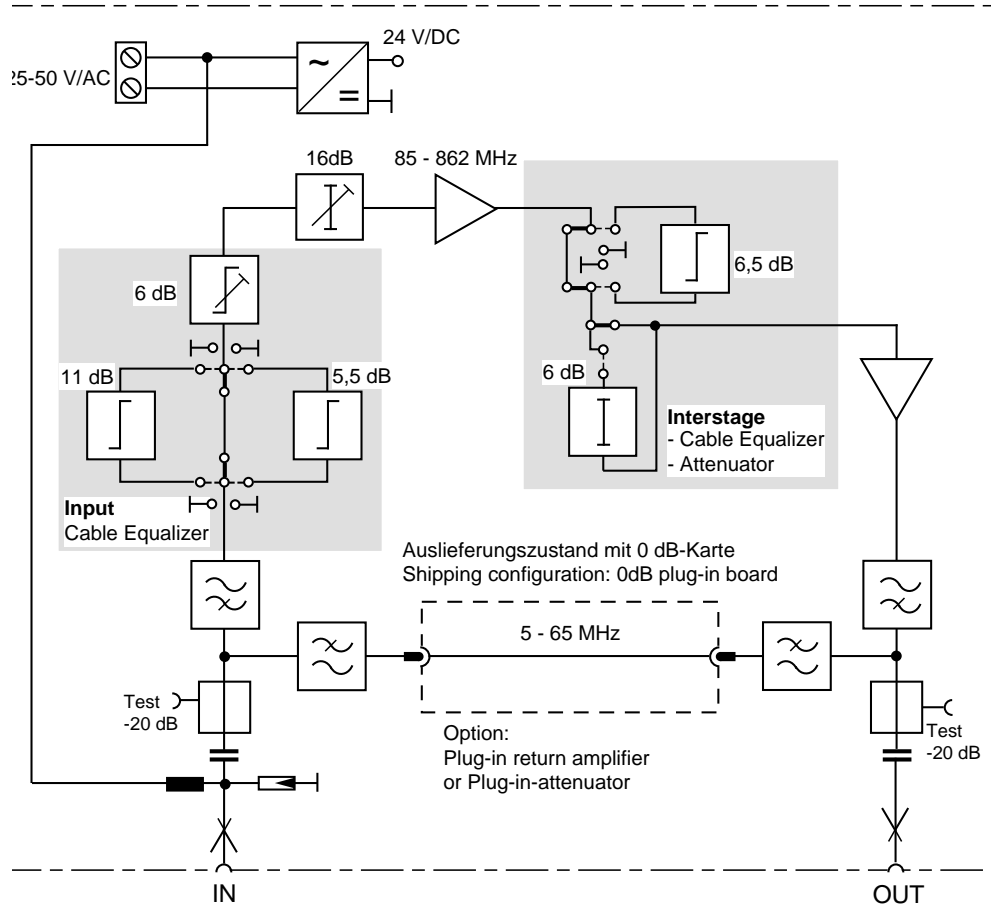 24 V/DC
25-50 V/AC
~
=
16dB
85 - 862 MHz
6,5 dB
6 dB
11 dB
5,5 dB
6 dB
Interstage
- Cable Equalizer
- Attenuator
Input
Cable Equalizer
Auslieferungszustand mit 0 dB-Karte
Shipping configuration: 0dB plug-in board
5 - 65 MHz
Test
-20 dB
Test
-20 dB
Option:
Plug-in return amplifier
or Plug-in-attenuator
IN
OUT